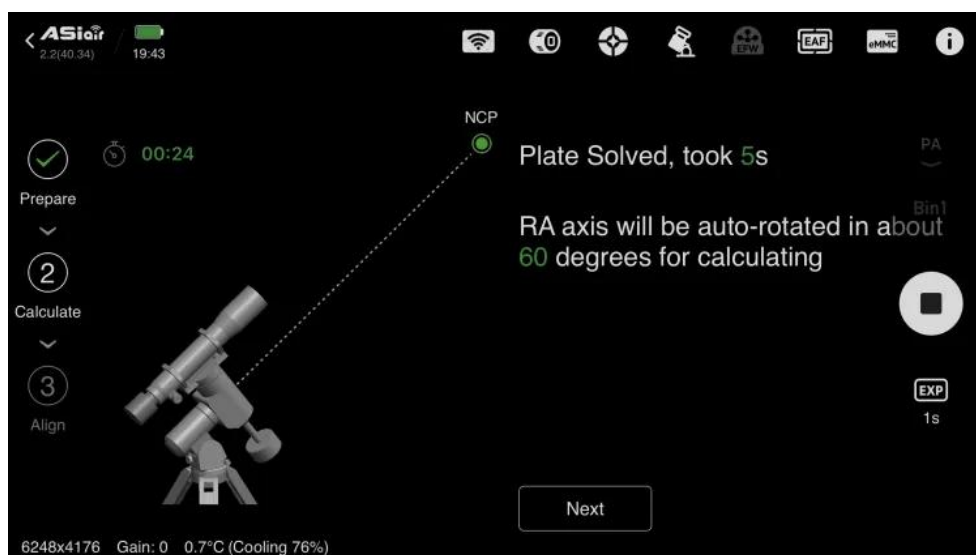 ASiair
2.2(40.34)
19:43
EFW
EAF
eMMC
NCP
00:24
Plate Solved, took 5s
PA
Prepare
Bin1
RA axis will be auto-rotated in about
60 degrees for calculating
2
Calculate
3
Align
EXP
1s
Next
6248x4176 Gain: 0 0.7°C (Cooling 76%)